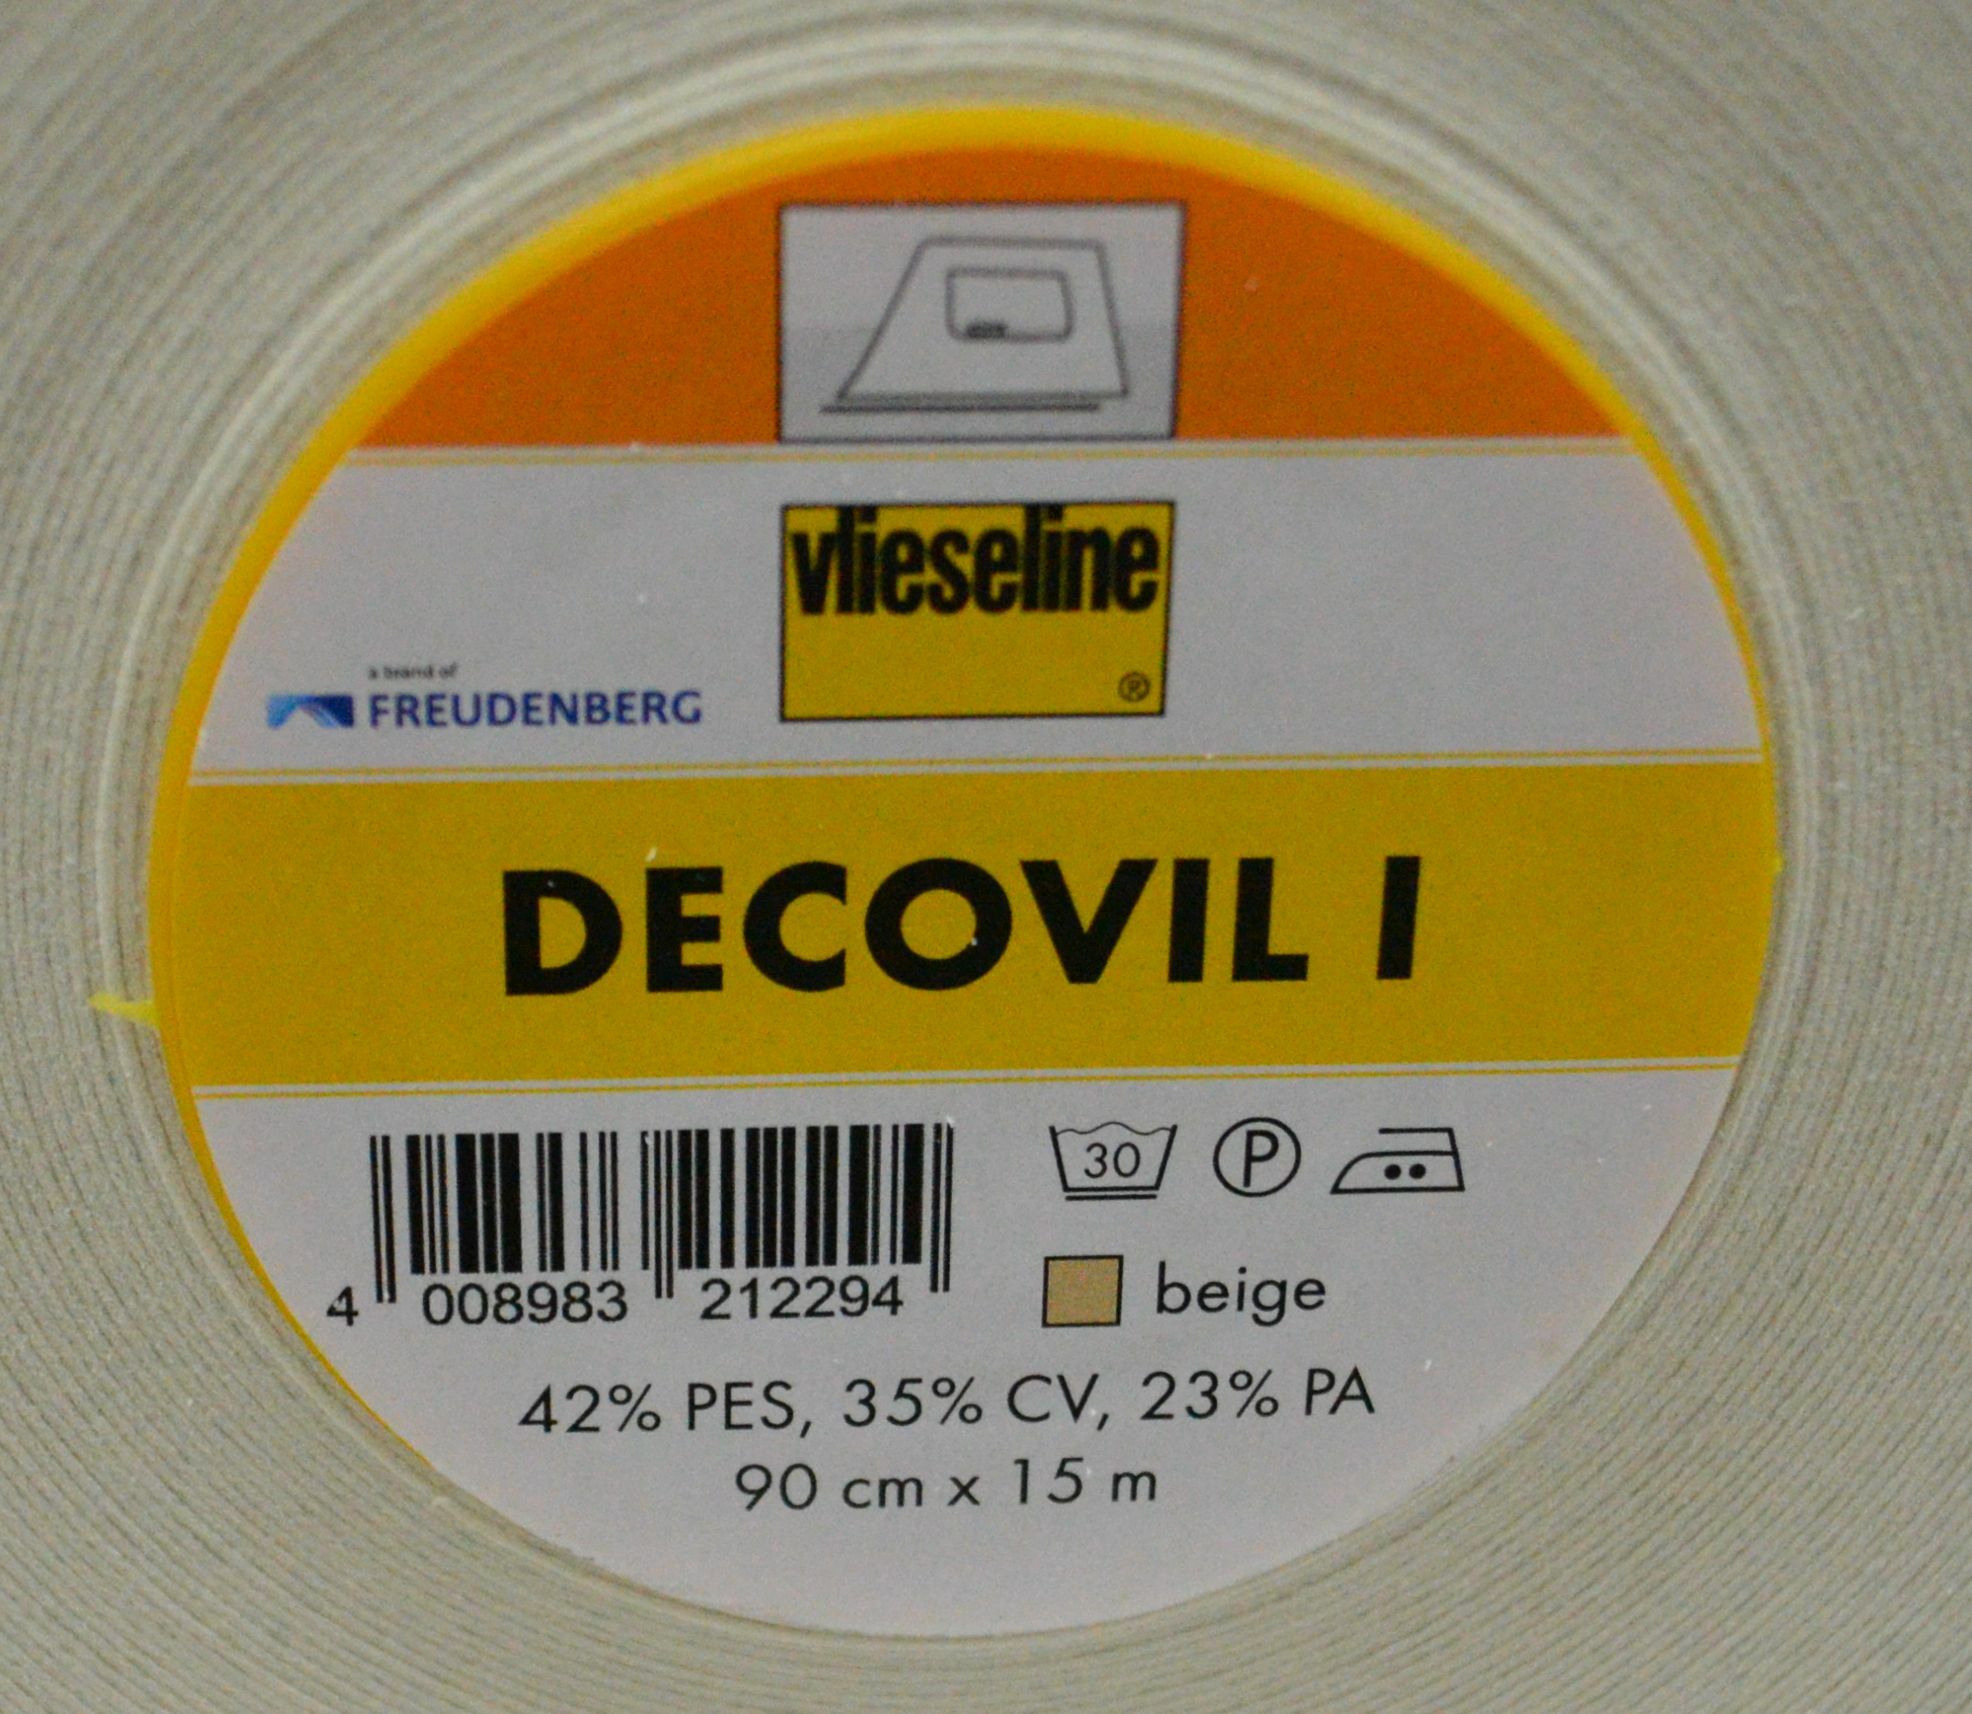 vlieseline
®
a brand of
FREUDENBERG
DECOVIL I
30 P
4 008983 212294
beige
42% PES, 35% CV, 23% PA
90 cm x 15 m